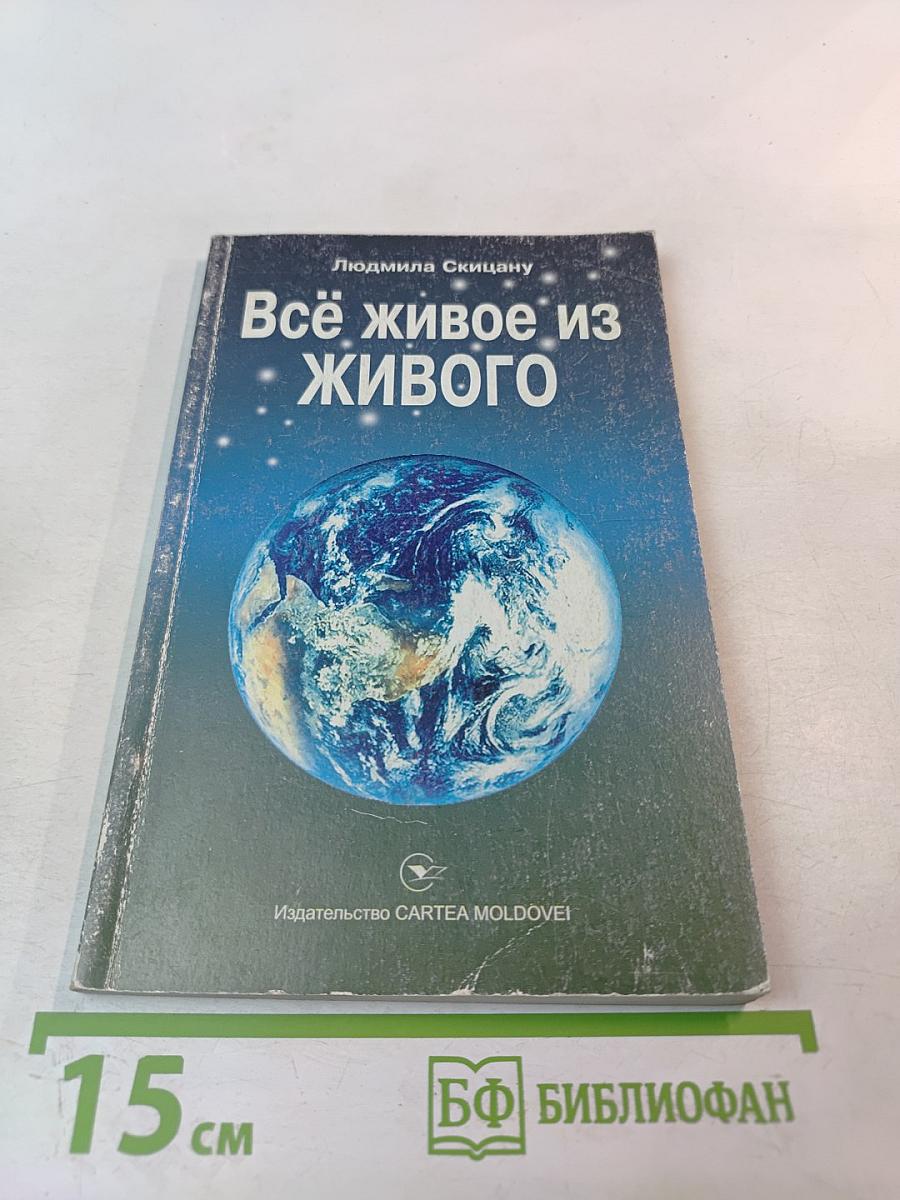 Людмила Скицану
Всё живое из
ЖИВОГО
Издательство CARTEA MOLDOVEI
15 см
БФ БИБЛИОФАН